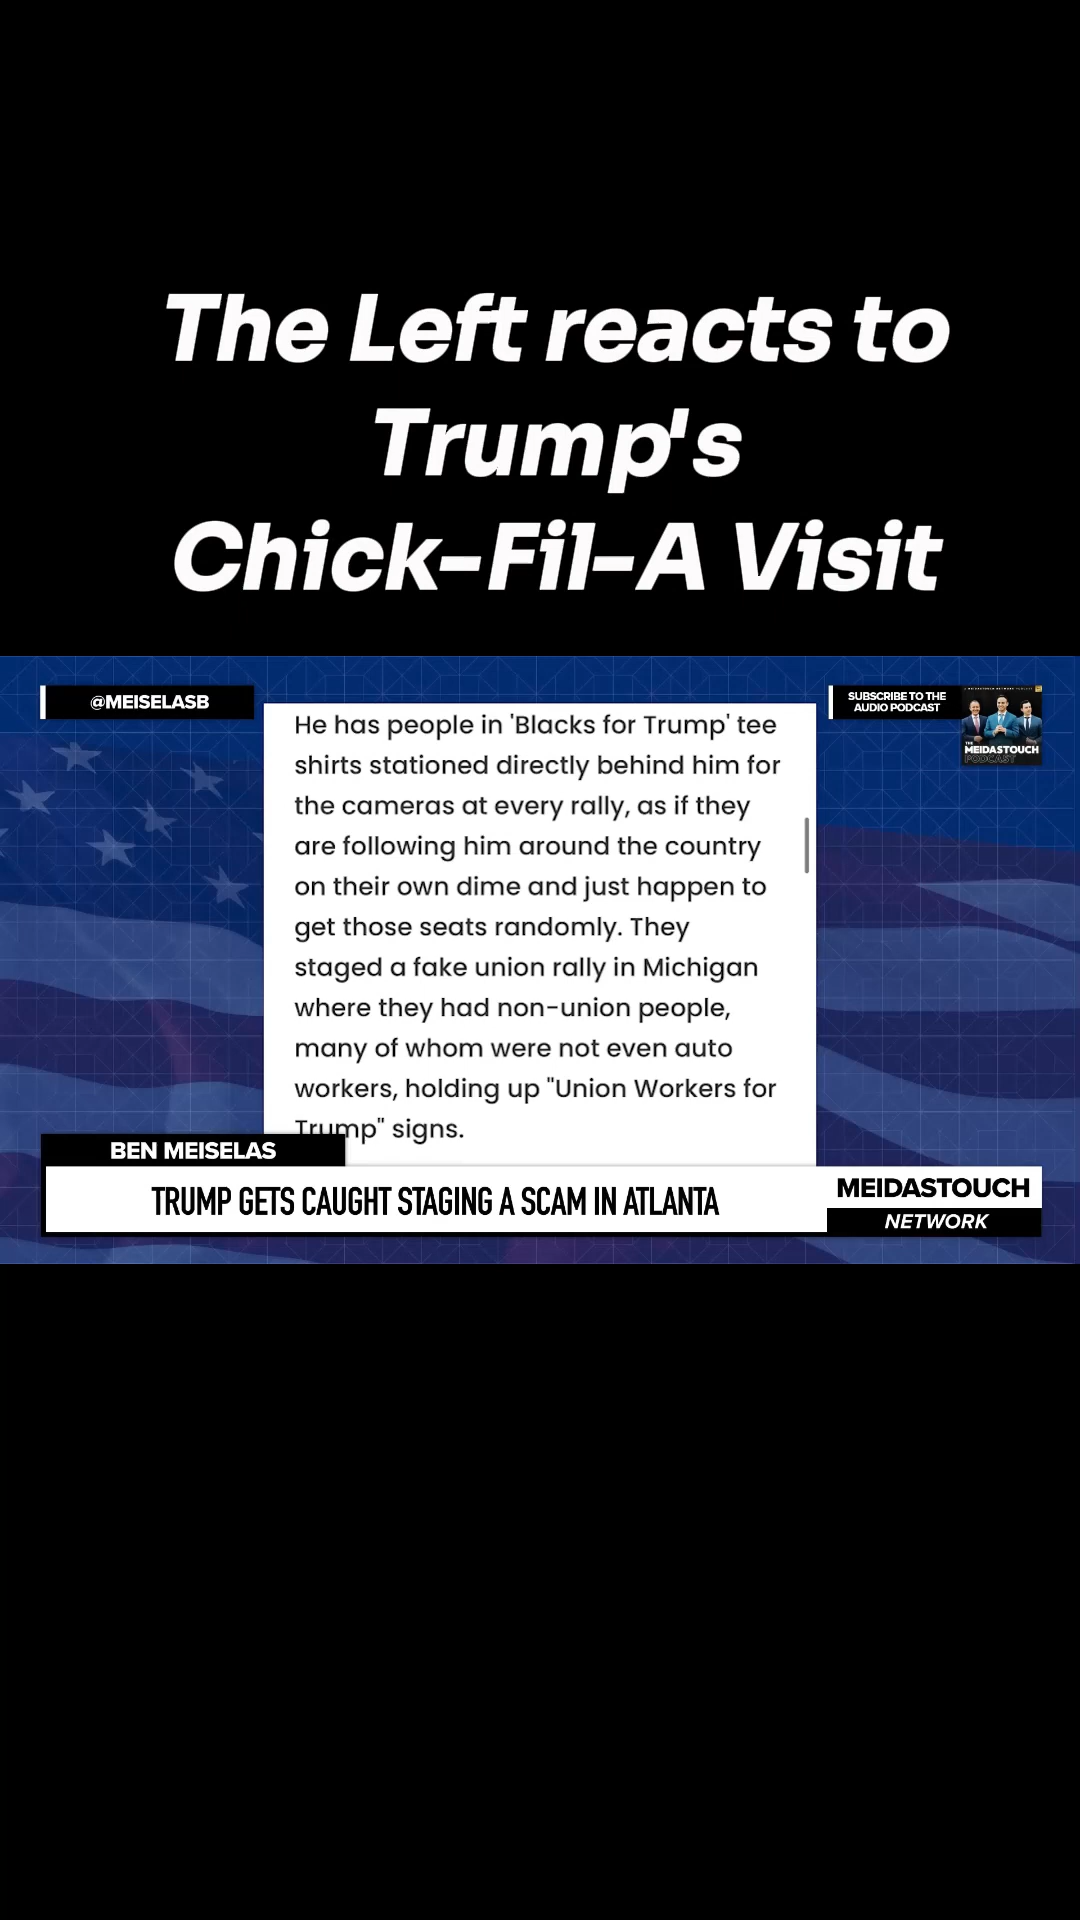 The Left reacts to
Trump's
Chick-Fil-A Visit
@MEISELASB
SUBSCRIBE TO THE
AUDIO PODCAST
THE
MEIDASTOUCH
PODCAST
He has people in 'Blacks for Trump' tee
shirts stationed directly behind him for
the cameras at every rally, as if they
are following him around the country
on their own dime and just happen to
get those seats randomly. They
staged a fake union rally in Michigan
where they had non-union people,
many of whom were not even auto
workers, holding up "Union Workers for
Trump" signs.
BEN MEISELAS
TRUMP GETS CAUGHT STAGING A SCAM IN ATLANTA
MEIDASTOUCH
NETWORK